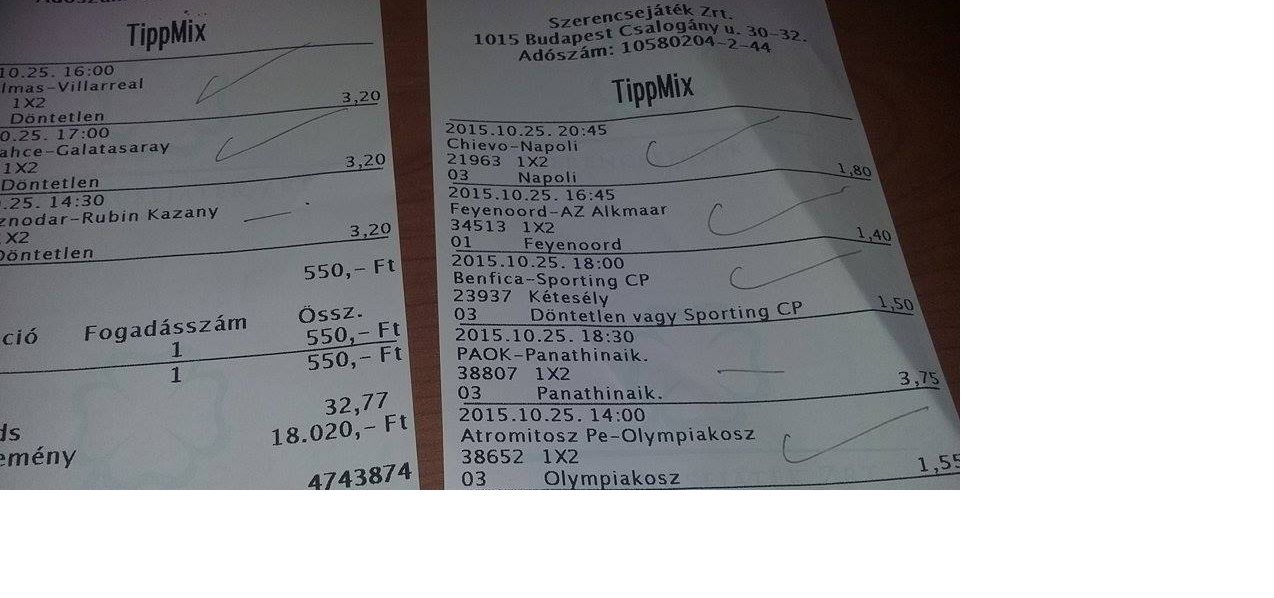 TippMix
10.25. 16:00
lmas-Villarreal
1X2
3,20
Döntetlen
0.25. 17:00
ahce-Galatasaray
1X2
3,20
Döntetlen
.25. 14:30
znodar-Rubin Kazany
1X2
3,20
Döntetlen
550,- Ft
ció Fogadásszám Össz.
1 550,- Ft
1 550,- Ft
32,77
ds 18.020,- Ft
emény
4743874
Szerencsejáték Zrt.
1015 Budapest Csalogány u. 30-32.
Adószám: 10580204-2-44
TippMix
2015.10.25. 20:45
Chievo-Napoli
21963 1X2
03 Napoli 1,80
2015.10.25. 16:45
Feyenoord-AZ Alkmaar
34513 1X2
01 Feyenoord 1,40
2015.10.25. 18:00
Benfica-Sporting CP
23937 Kétesély
03 Döntetlen vagy Sporting CP 1,50
2015.10.25. 18:30
PAOK-Panathinaik.
38807 1X2
03 Panathinaik. 3,75
2015.10.25. 14:00
Atromitosz Pe-Olympiakosz
38652 1X2
03 Olympiakosz 1,55